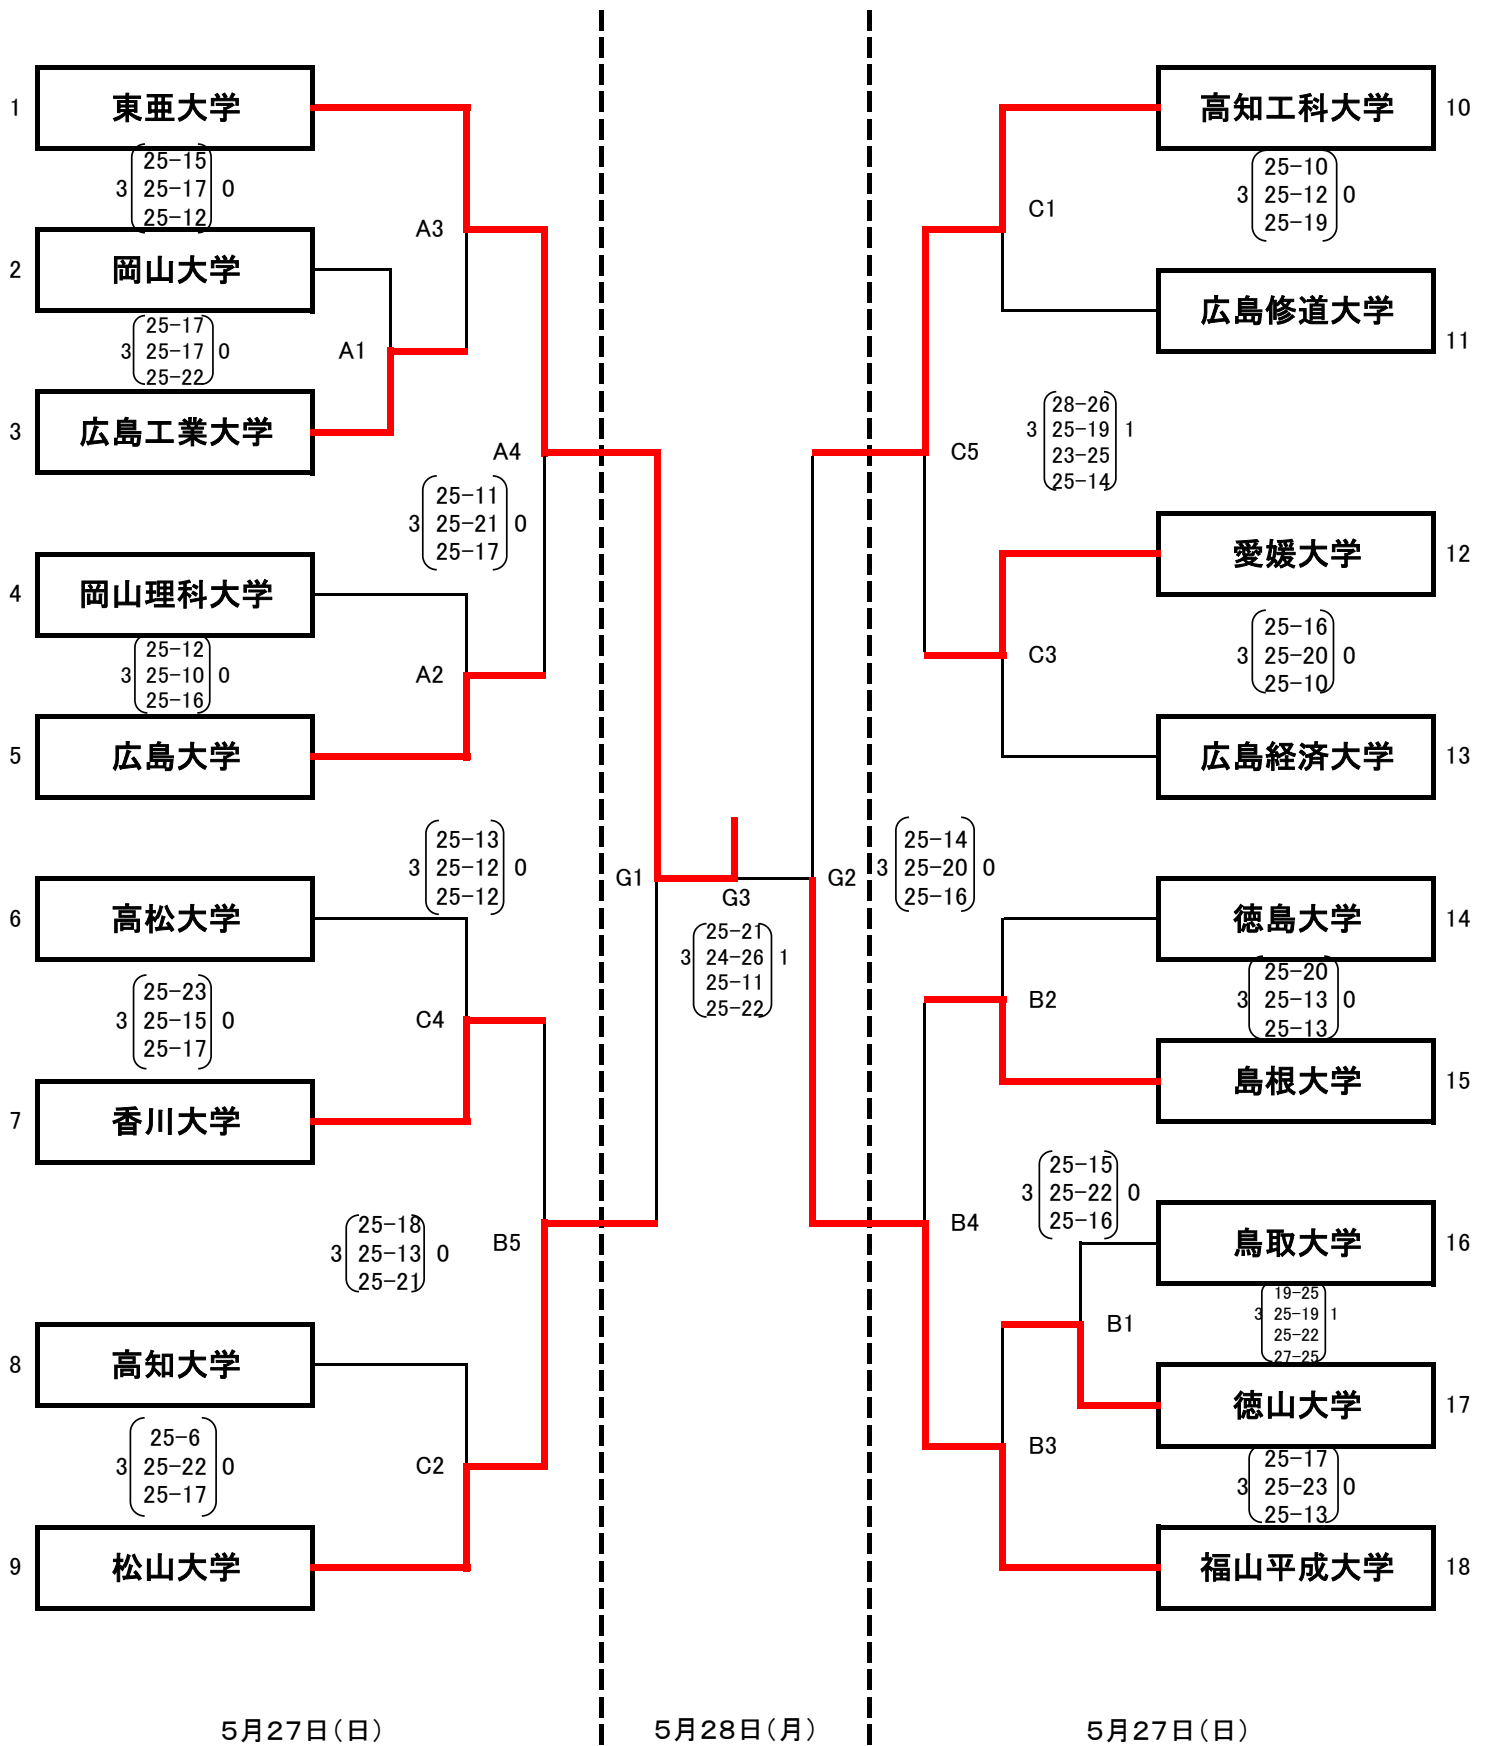 1 東亜大学
25-15
3 25-17 0
25-12
A3
2 岡山大学
25-17
3 25-17 0
25-22
A1
3 広島工業大学
A4
25-11
3 25-21 0
25-17
4 岡山理科大学
25-12
3 25-10 0
25-16
A2
5 広島大学
25-13
3 25-12 0
25-12
6 高松大学
25-23
3 25-15 0
25-17
C4
7 香川大学
25-18
3 25-13 0
25-21
B5
8 高知大学
25-6
3 25-22 0
25-17
C2
9 松山大学
5月27日(日)
G1
G3
G2
25-21
3 24-26 1
25-11
25-22
5月28日(月)
高知工科大学 10
25-10
3 25-12 0
25-19
C1
広島修道大学 11
28-26
3 25-19 1
23-25
25-14
C5
愛媛大学 12
25-16
3 25-20 0
25-10
C3
広島経済大学 13
25-14
3 25-20 0
25-16
徳島大学 14
25-20
3 25-13 0
25-13
B2
島根大学 15
25-15
3 25-22 0
25-16
B4
鳥取大学 16
19-25
3 25-19 1
25-22
27-25
B1
徳山大学 17
25-17
3 25-23 0
25-13
B3
福山平成大学 18
5月27日(日)